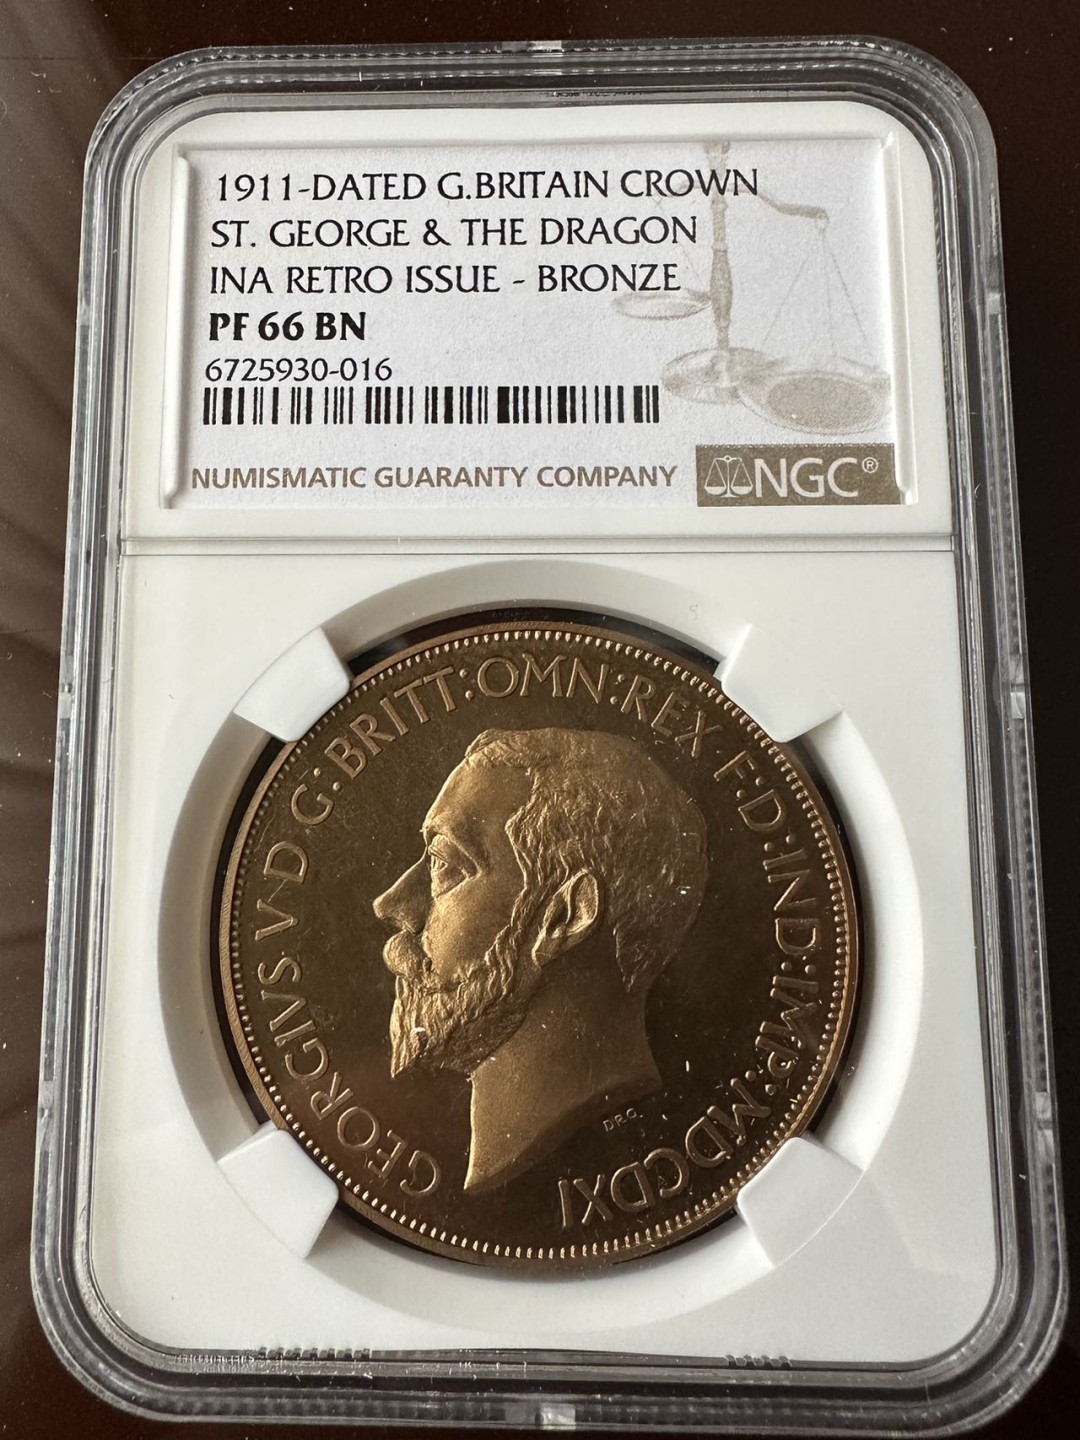 1911-DATED G.BRITAIN CROWN
ST. GEORGE & THE DRAGON
INA RETRO ISSUE - BRONZE
PF 66 BN
6725930-016
NUMISMATIC GUARANTY COMPANY
NGC®
GEORGIVS V D G: BRITT: OMN: REX F: D: IND: IMP: MDCDXI
DRG.